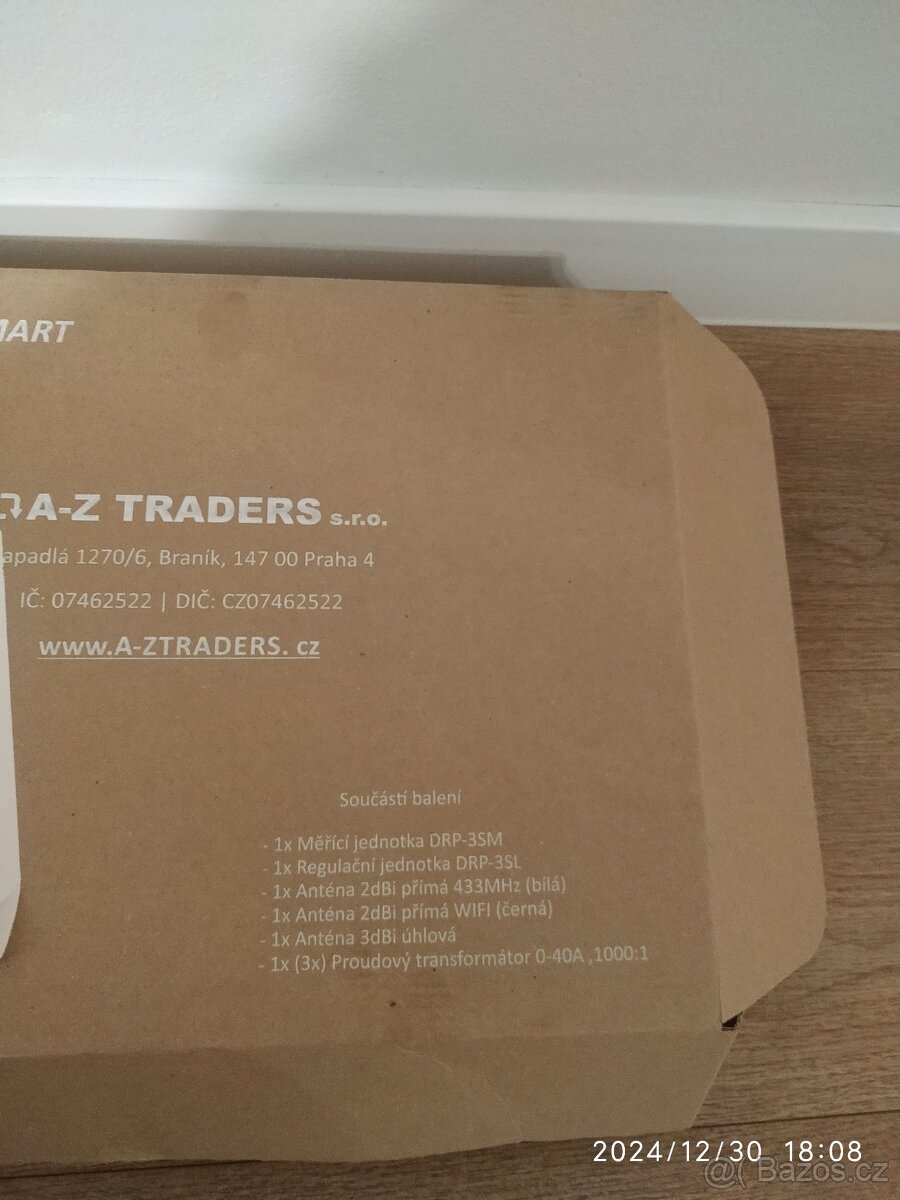 A-Z TRADERS s.r.o.
1270/6, Braník, 147 00 Praha 4
IČ: 07462522 | DIČ: CZ07462522
www.A-ZTRADERS. cz
Součástí balení
- 1x Měřící jednotka DRP-3SM
- 1x Regulační jednotka DRP-3SL
- 1x Anténa 2dBi přímá 433MHz (bílá)
- 1x Anténa 2dBi přímá WIFI (černá)
- 1x Anténa 3dBi úhlová
- 1x (3x) Proudový transformátor 0-40A ,1000:1
2024/12/30 18:08
Bazoš.cz